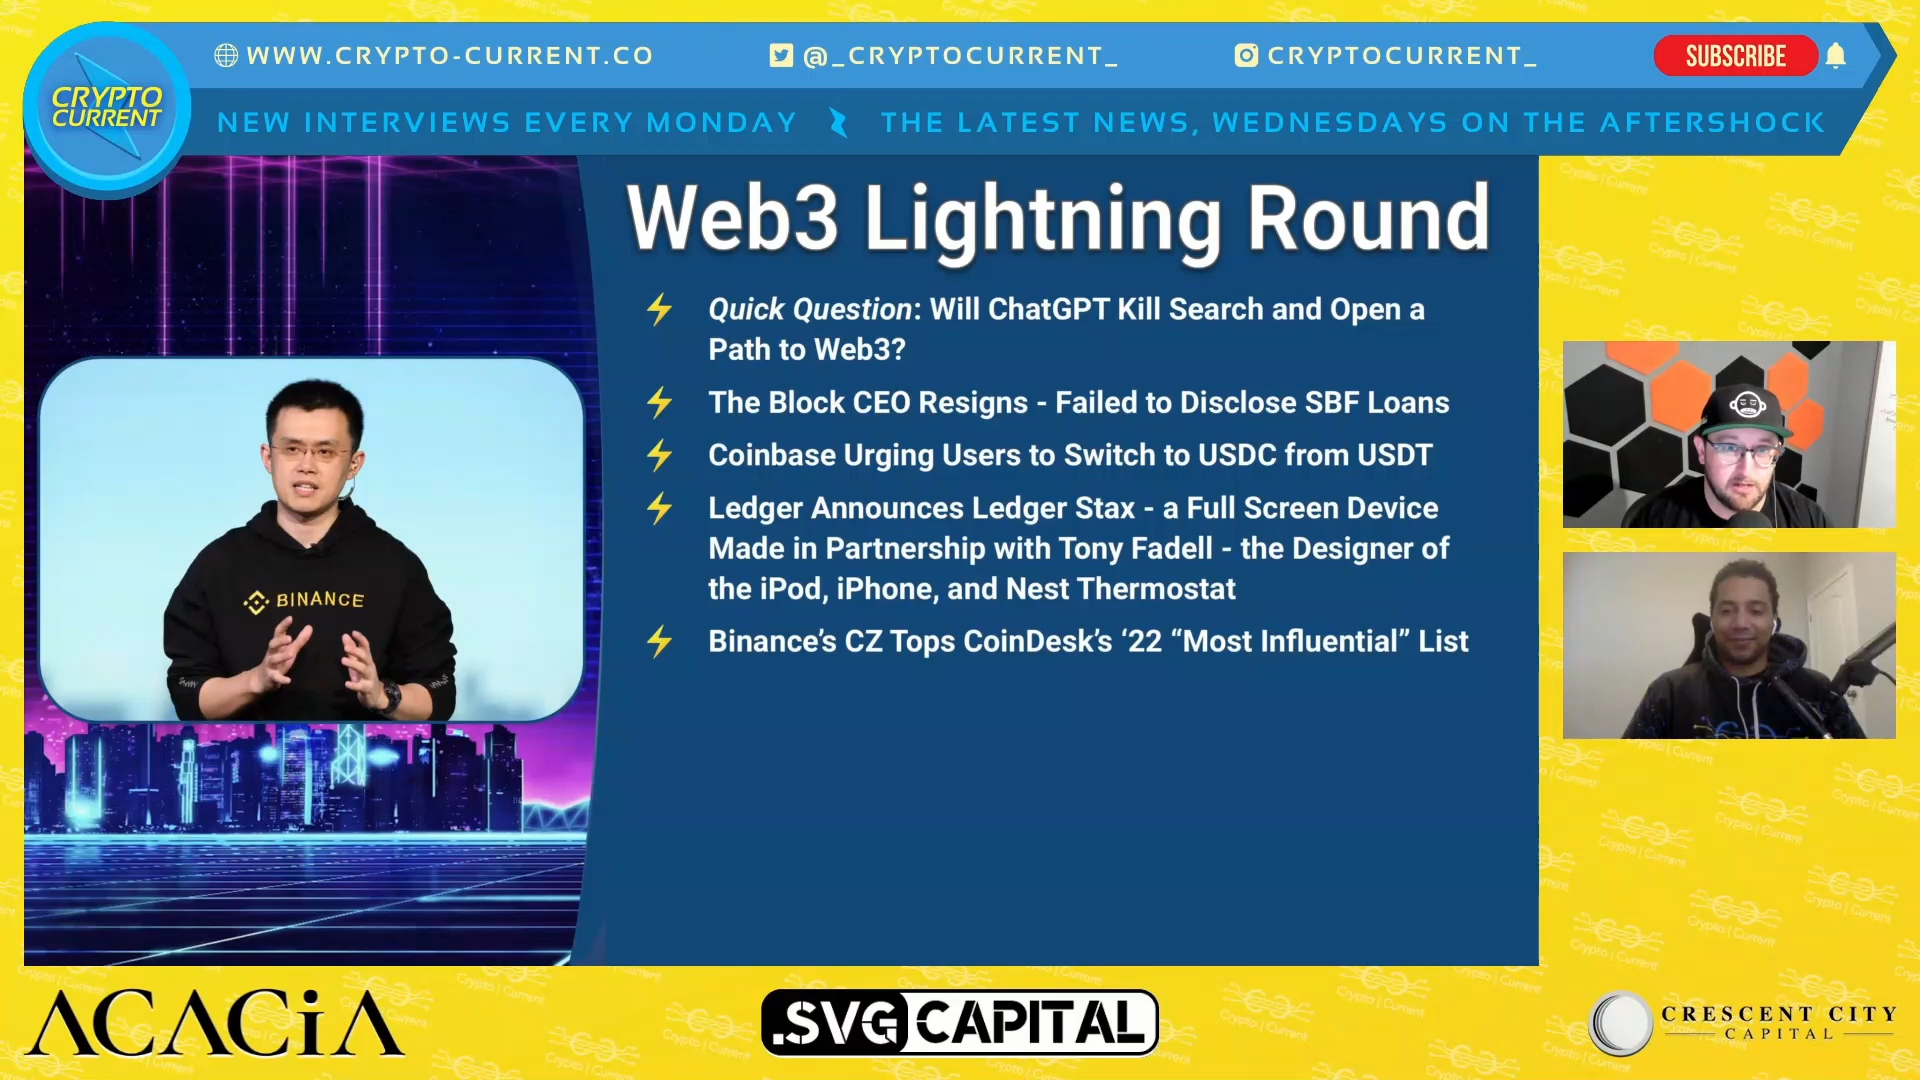 WWW.CRYPTO-CURRENT.CO
@_CRYPTOCURRENT_
CRYPTOCURRENT_
SUBSCRIBE
CRYPTO
CURRENT
NEW INTERVIEWS EVERY MONDAY
THE LATEST NEWS, WEDNESDAYS ON THE AFTERSHOCK
Web3 Lightning Round
Quick Question: Will ChatGPT Kill Search and Open a
Path to Web3?
The Block CEO Resigns - Failed to Disclose SBF Loans
Coinbase Urging Users to Switch to USDC from USDT
Ledger Announces Ledger Stax - a Full Screen Device
Made in Partnership with Tony Fadell - the Designer of
the iPod, iPhone, and Nest Thermostat
Binance’s CZ Tops CoinDesk’s ‘22 “Most Influential” List
BINANCE
ACACiA
.SVG CAPITAL
CRESCENT CITY
CAPITAL
Crypto | Current